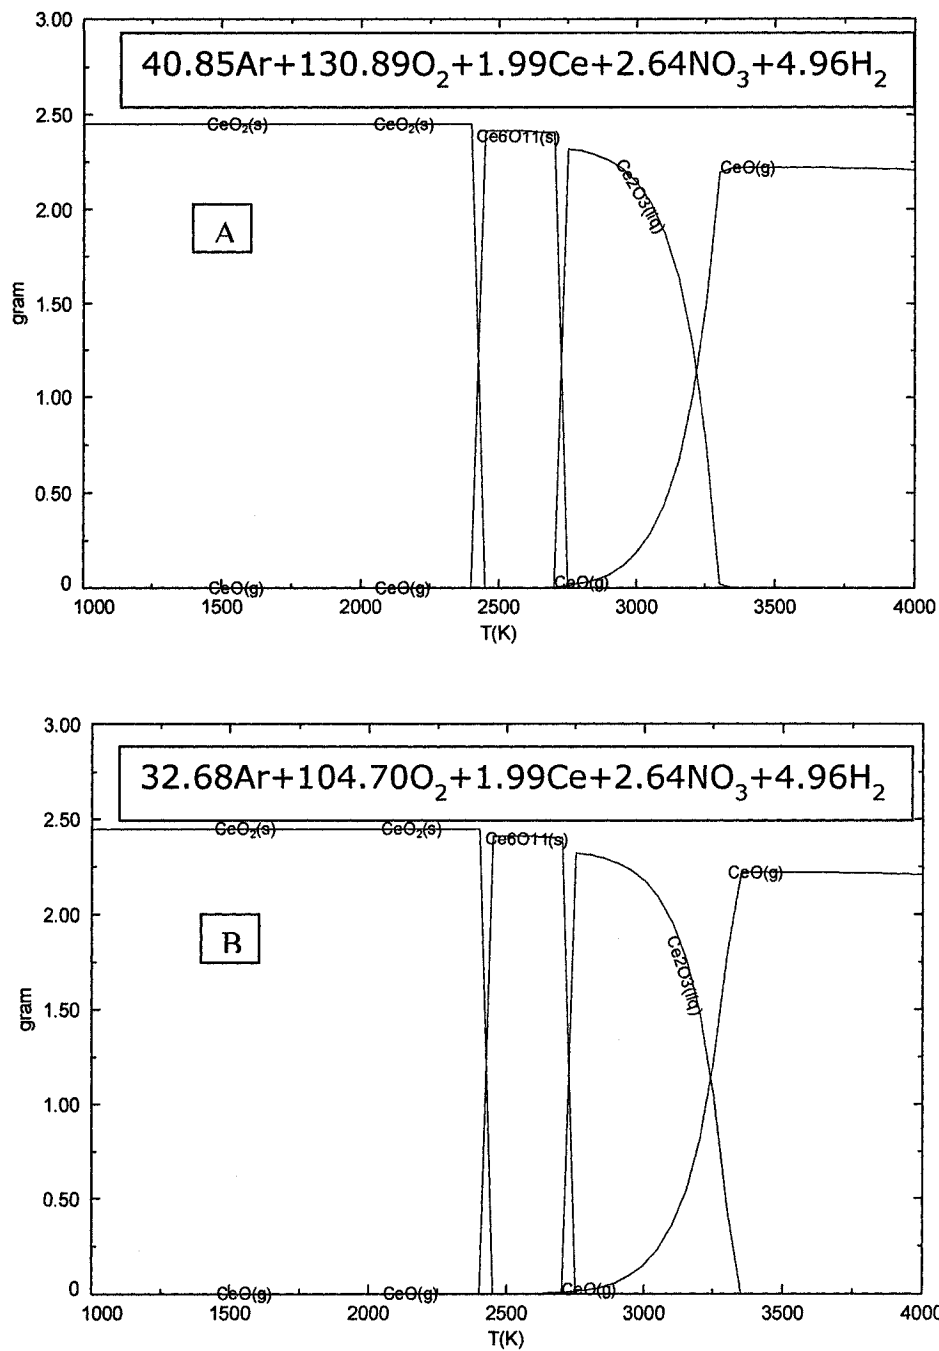 3.00
40.85Ar+130.89O₂+1.99Ce+2.64NO₃+4.96H₂
2.50
CeO₂(s) CeO₂(s)
Ce6O11(s)
Ce2O3(liq)
CeO(g)
2.00
A
1.50
gram
1.00
0.50
0
CeO(g) CeO(g) CeO(g)
1000 1500 2000 2500 3000 3500 4000
T(K)
3.00
32.68Ar+104.70O₂+1.99Ce+2.64NO₃+4.96H₂
2.50
CeO₂(s) CeO₂(s)
Ce6O11(s)
CeO(g)
2.00
B
Ce2O3(liq)
1.50
gram
1.00
0.50
0
CeO(g) CeO(g) CeO(g)
1000 1500 2000 2500 3000 3500 4000
T(K)